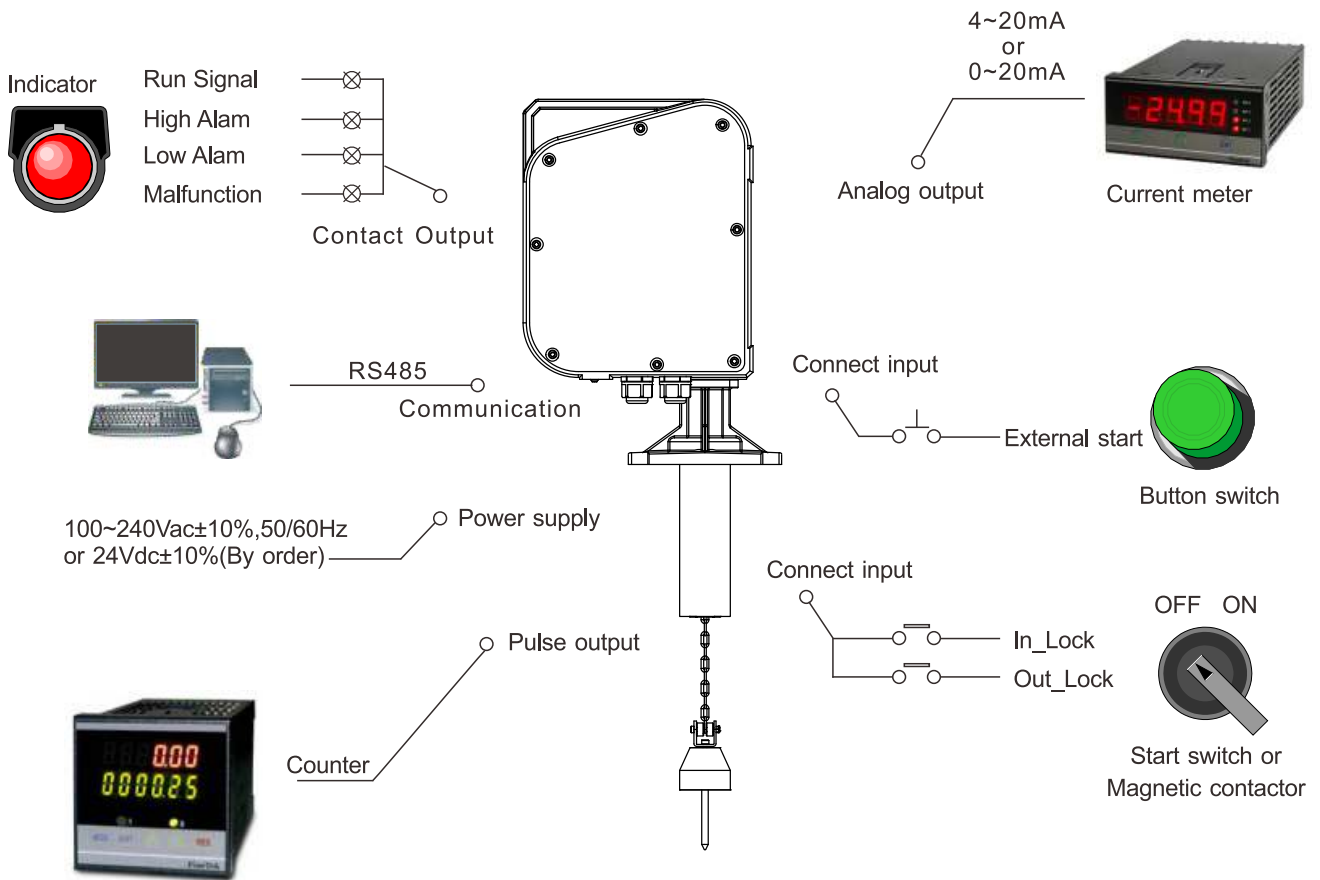 Indicator
Run Signal
High Alam
Low Alam
Malfunction
Contact Output
4~20mA
or
0~20mA
-24.99
Analog output
Current meter
RS485
Communication
Connect input
External start
Button switch
100~240Vac±10%,50/60Hz
or 24Vdc±10%(By order)
Power supply
Connect input
OFF ON
In_Lock
Out_Lock
Start switch or
Magnetic contactor
Pulse output
Counter
0.00
0000.25